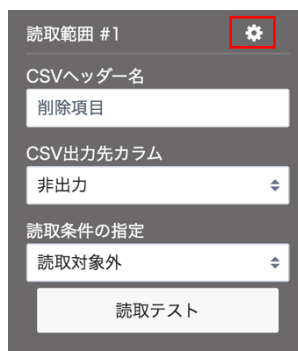 読取範囲 #1
CSVヘッダー名
削除項目
CSV出力先カラム
非出力
読取条件の指定
読取対象外
読取テスト